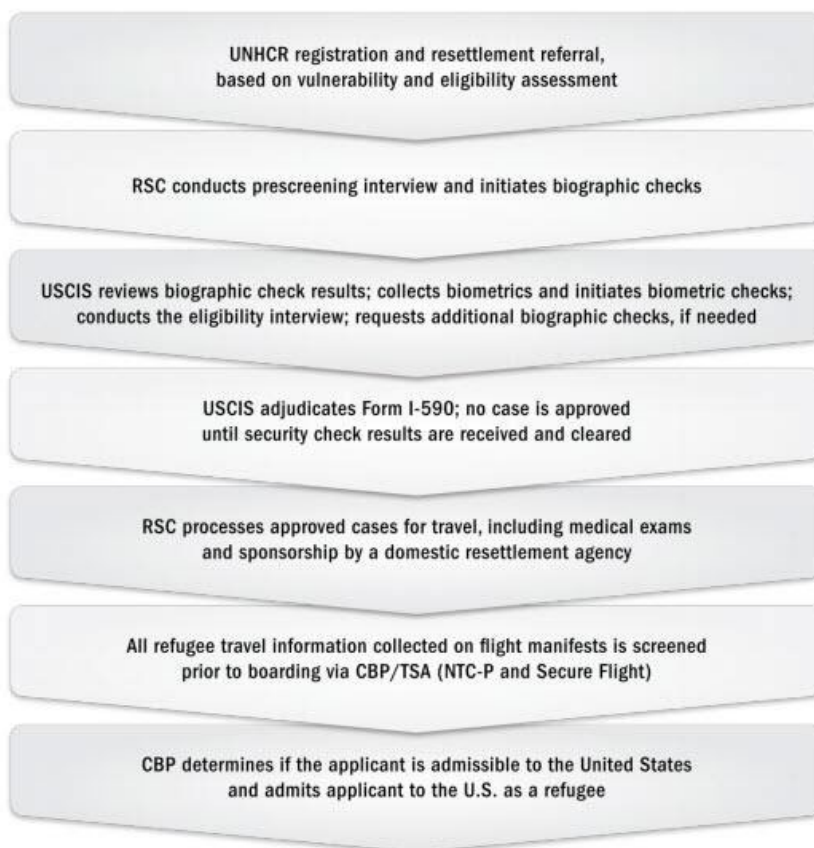 UNHCR registration and resettlement referral,
based on vulnerability and eligibility assessment
RSC conducts prescreening interview and initiates biographic checks
USCIS reviews biographic check results; collects biometrics and initiates biometric checks;
conducts the eligibility interview; requests additional biographic checks, if needed
USCIS adjudicates Form I-590; no case is approved
until security check results are received and cleared
RSC processes approved cases for travel, including medical exams
and sponsorship by a domestic resettlement agency
All refugee travel information collected on flight manifests is screened
prior to boarding via CBP/TSA (NTC-P and Secure Flight)
CBP determines if the applicant is admissible to the United States
and admits applicant to the U.S. as a refugee